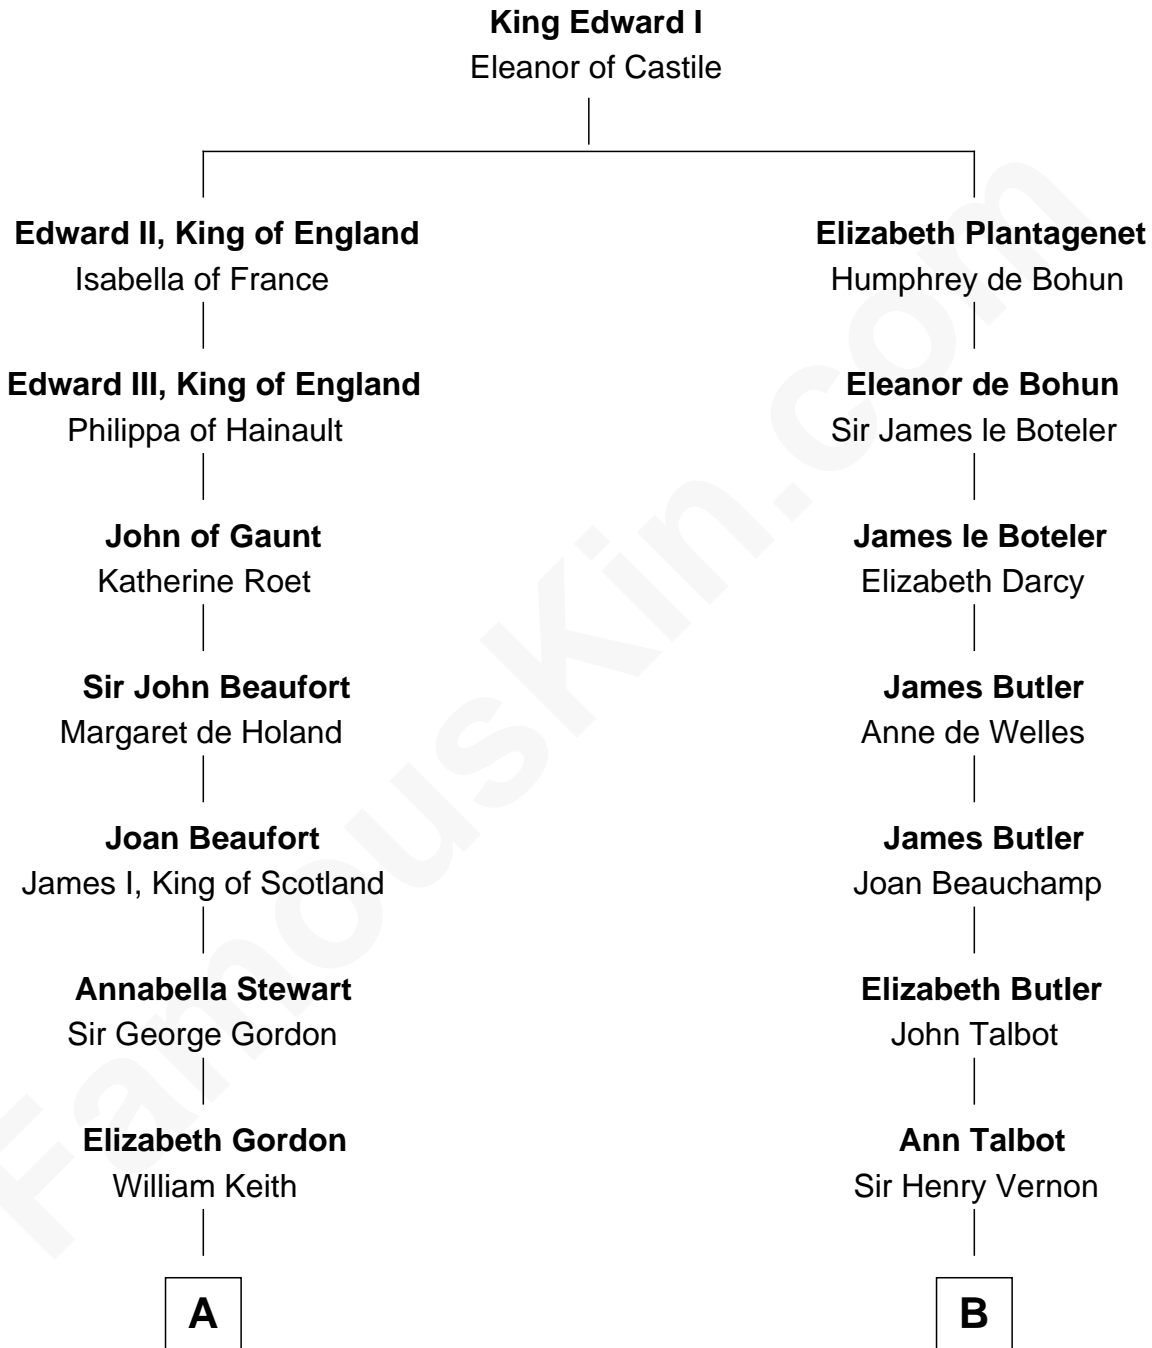 King Edward I
Eleanor of Castile
Edward II, King of England
Isabella of France
Elizabeth Plantagenet
Humphrey de Bohun
Edward III, King of England
Philippa of Hainault
Eleanor de Bohun
Sir James le Boteler
John of Gaunt
Katherine Roet
James le Boteler
Elizabeth Darcy
Sir John Beaufort
Margaret de Holand
James Butler
Anne de Welles
Joan Beaufort
James I, King of Scotland
James Butler
Joan Beauchamp
Annabella Stewart
Sir George Gordon
Elizabeth Butler
John Talbot
Elizabeth Gordon
William Keith
Ann Talbot
Sir Henry Vernon
A
B
FamousKin.com